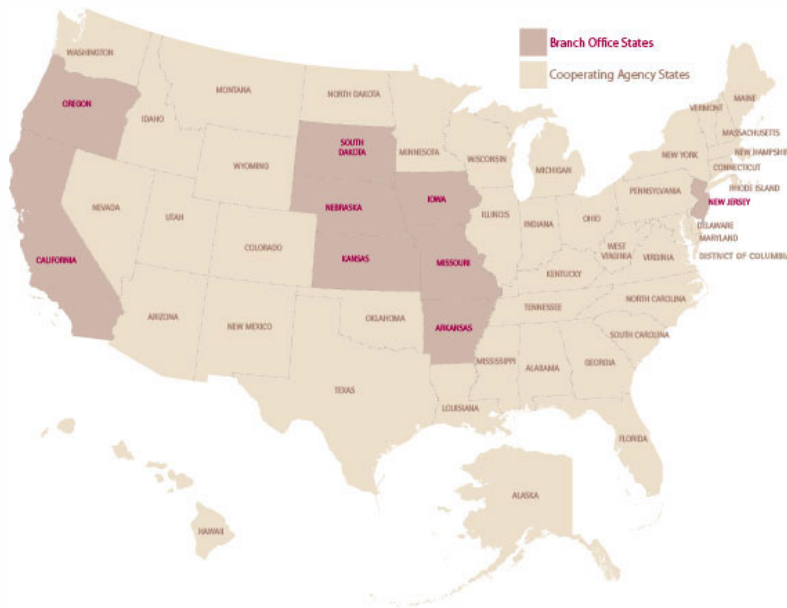 Branch Office States
Cooperating Agency States
WASHINGTON
MONTANA
NORTH DAKOTA
MAINE
VERMONT
OREGON
IDAHO
SOUTH
DAKOTA
MINNESOTA
WISCONSIN
MICHIGAN
NEW YORK
MASSACHUSETTS
NEW HAMPSHIR
CONNECTICUT
RHODE ISLAND
WYOMING
PENNSYLVANIA
NEW JERSEY
NEVADA
UTAH
NEBRASKA
IOWA
ILLINOIS
INDIANA
OHIO
DELAWARE
MARYLAND
DISTRICT OF COLUMBIA
CALIFORNIA
COLORADO
KANSAS
MISSOURI
WEST
VIRGINIA
VIRGINIA
KENTUCKY
ARIZONA
NEW MEXICO
OKLAHOMA
ARKANSAS
TENNESSEE
NORTH CAROLINA
SOUTH CAROLINA
MISSISSIPPI
ALABAMA
GEORGIA
TEXAS
LOUISIANA
FLORIDA
HAWAII
ALASKA